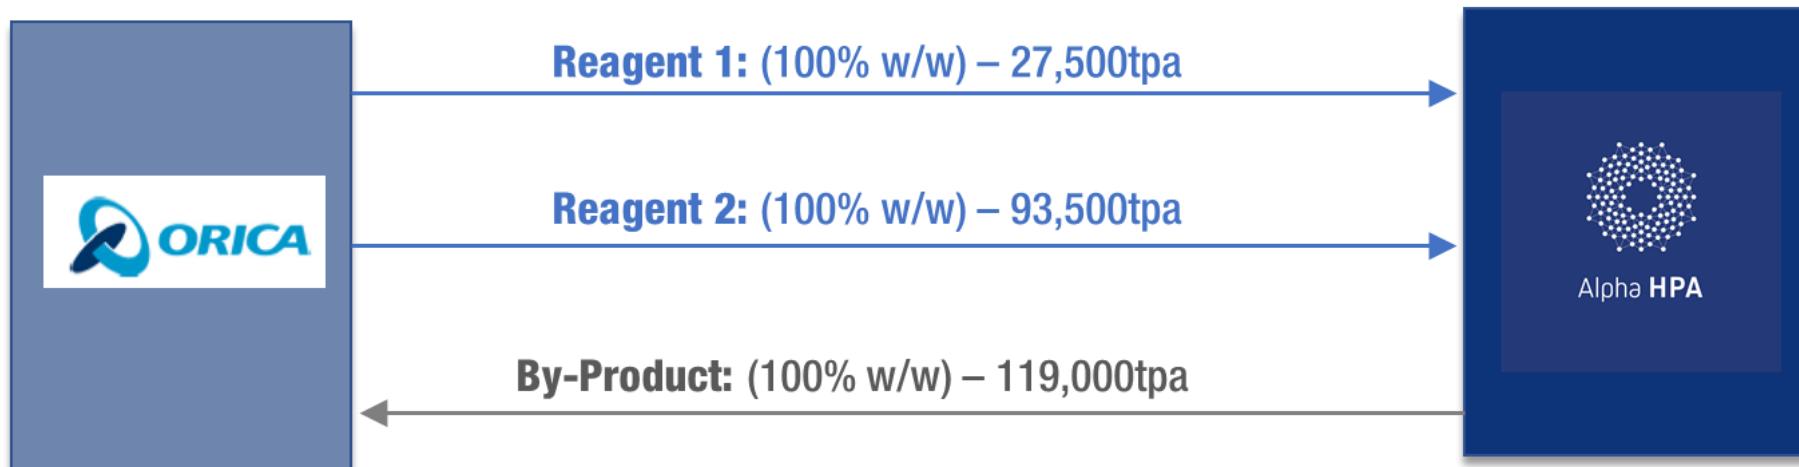 Reagent 1: (100% w/w) – 27,500tpa
ORICA
Reagent 2: (100% w/w) – 93,500tpa
Alpha HPA
By-Product: (100% w/w) – 119,000tpa